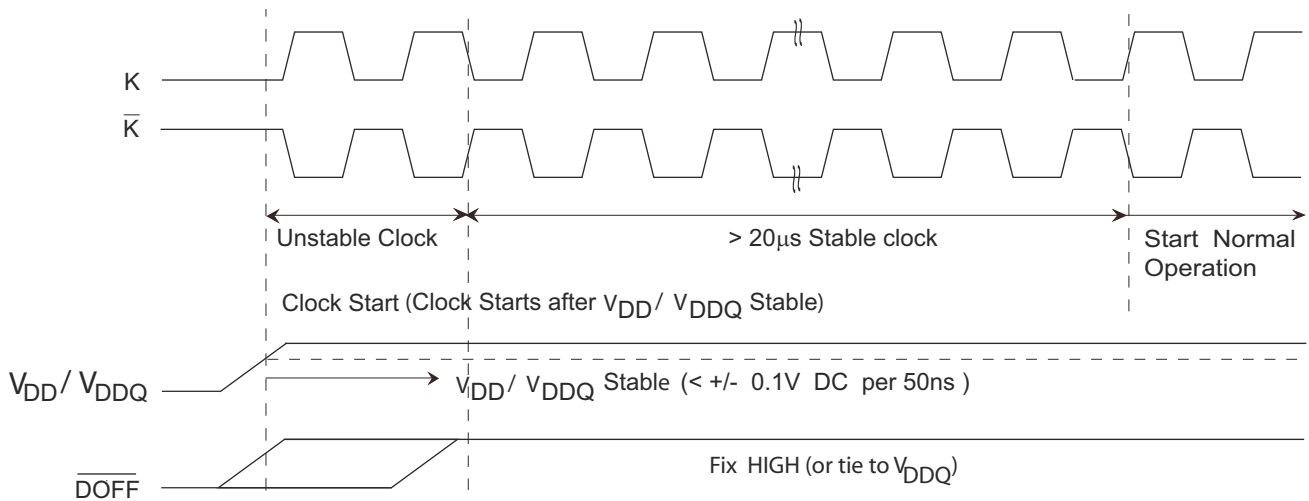 K
K̅
Unstable Clock
> 20μs Stable clock
Start Normal
Operation
Clock Start (Clock Starts after VDD / VDDQ Stable)
VDD / VDDQ
VDD / VDDQ Stable (< +/- 0.1V DC per 50ns )
D̅O̅F̅F̅
Fix HIGH (or tie to VDDQ)